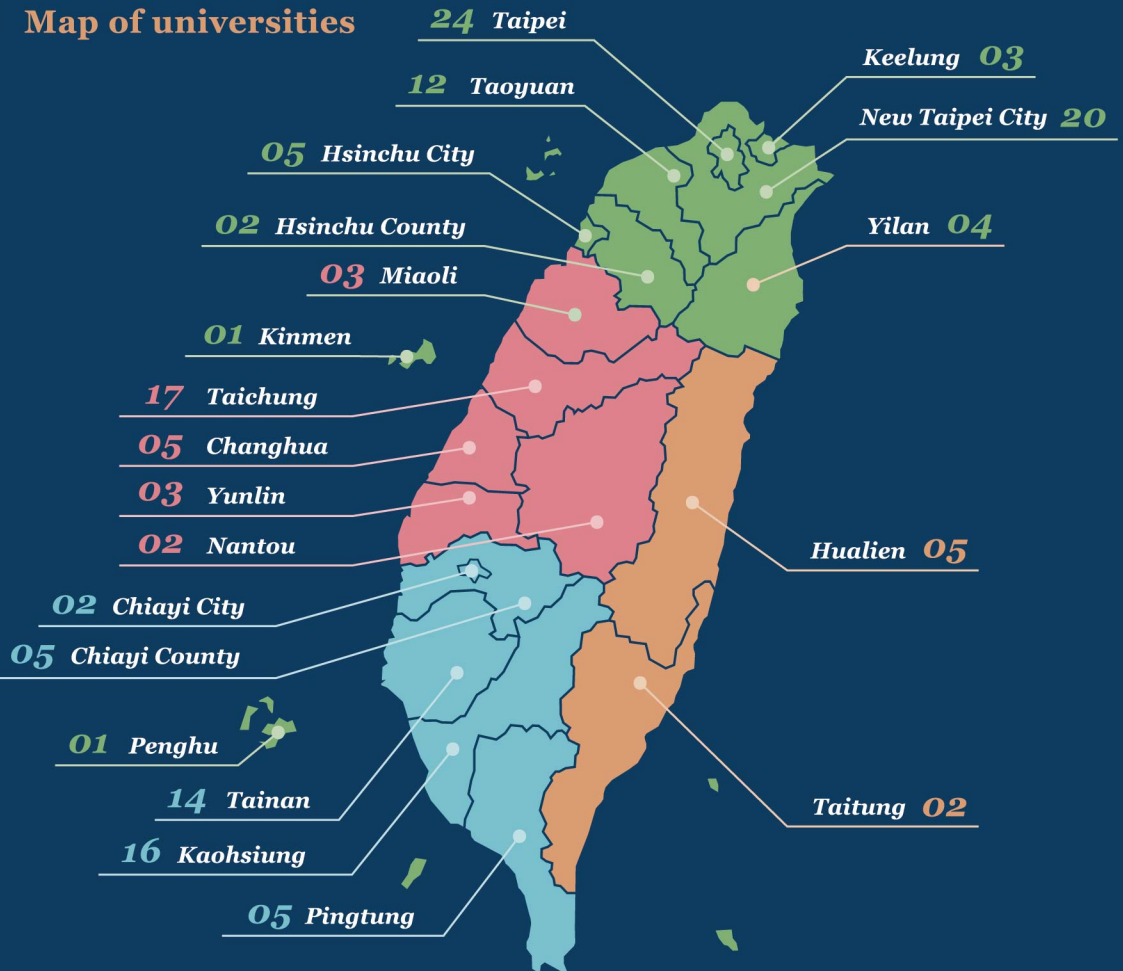 Map of universities
24 Taipei
Keelung 03
12 Taoyuan
New Taipei City 20
05 Hsinchu City
02 Hsinchu County
Yilan 04
03 Miaoli
01 Kinmen
17 Taichung
05 Changhua
03 Yunlin
02 Nantou
Hualien 05
02 Chiayi City
05 Chiayi County
01 Penghu
14 Tainan
Taitung 02
16 Kaohsiung
05 Pingtung